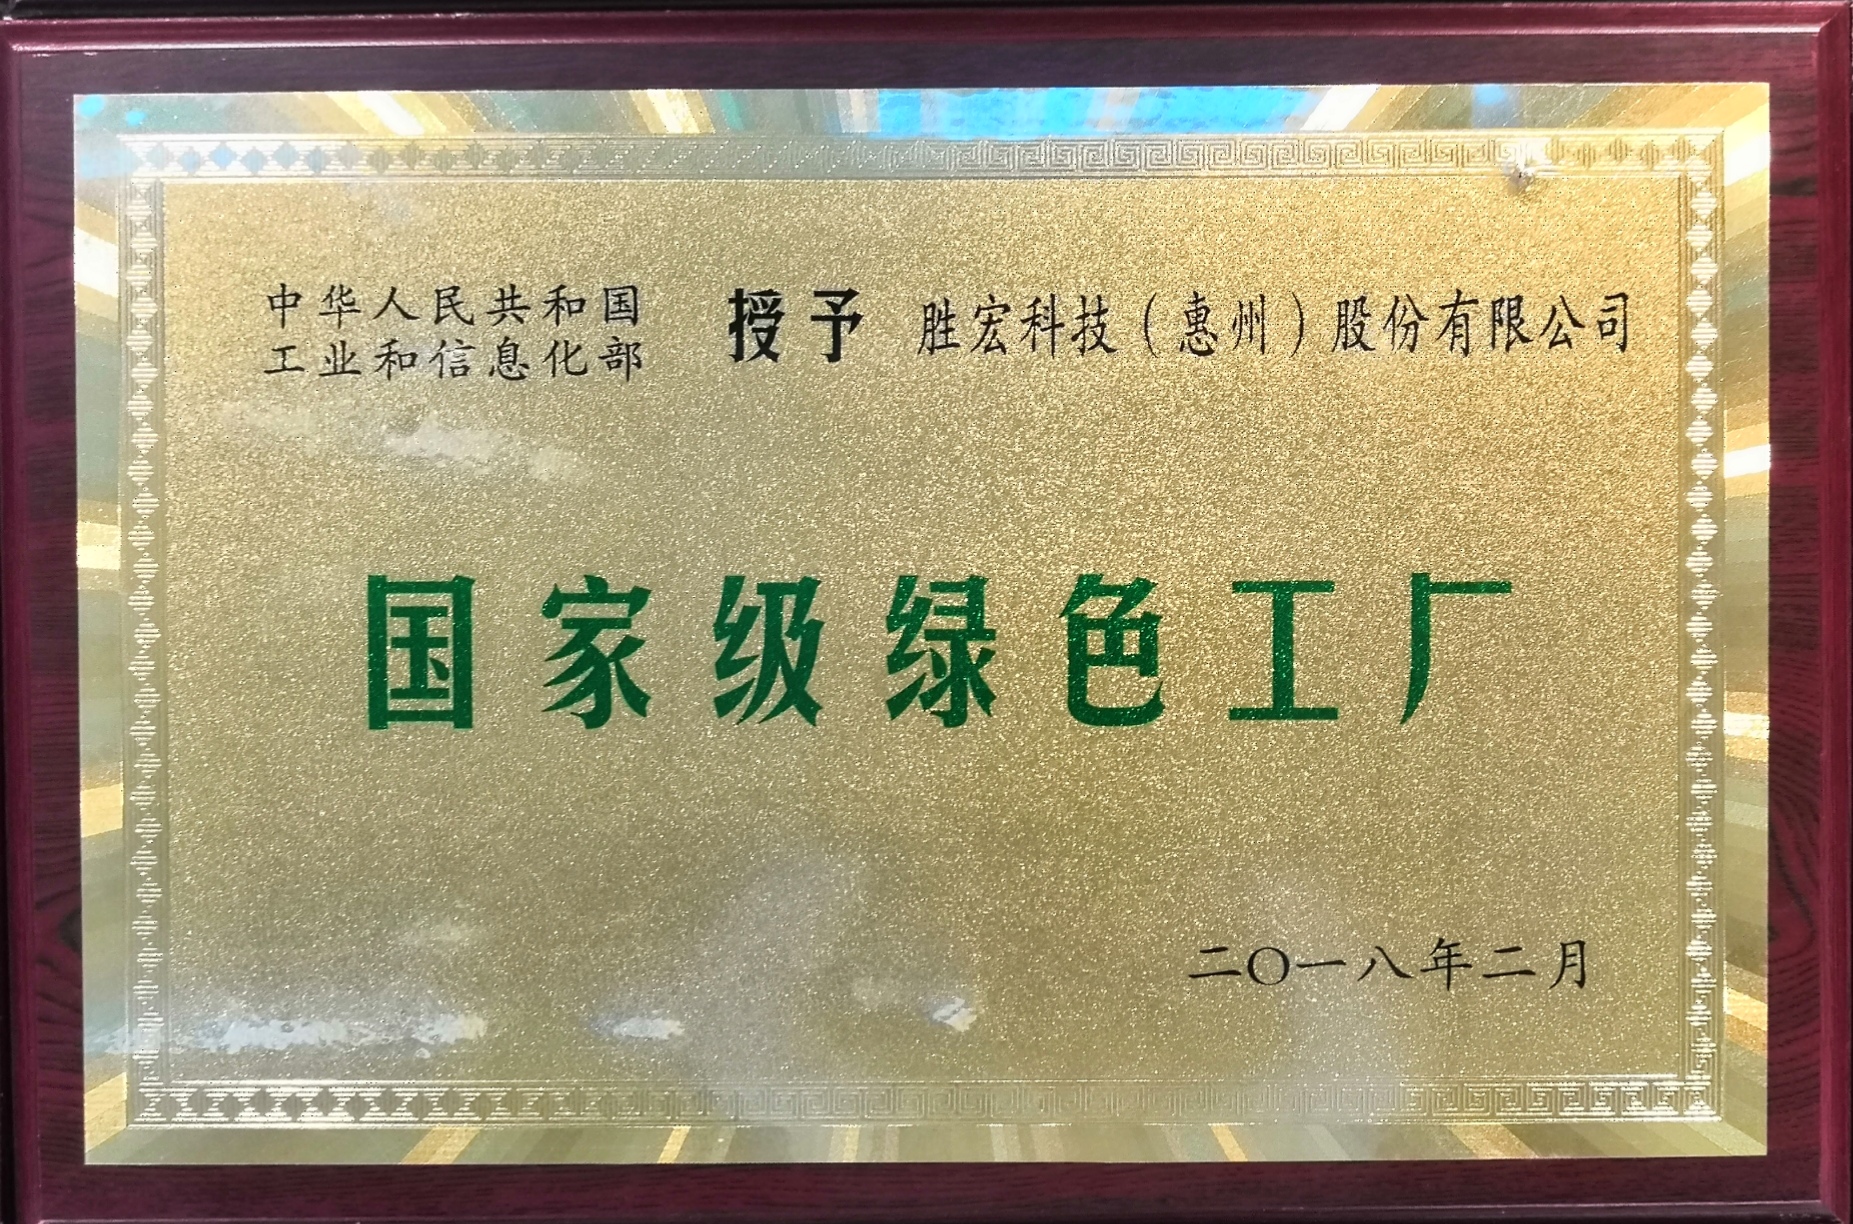 中华人民共和国
工业和信息化部
授予 胜宏科技（惠州）股份有限公司
国家级绿色工厂
二〇一八年二月